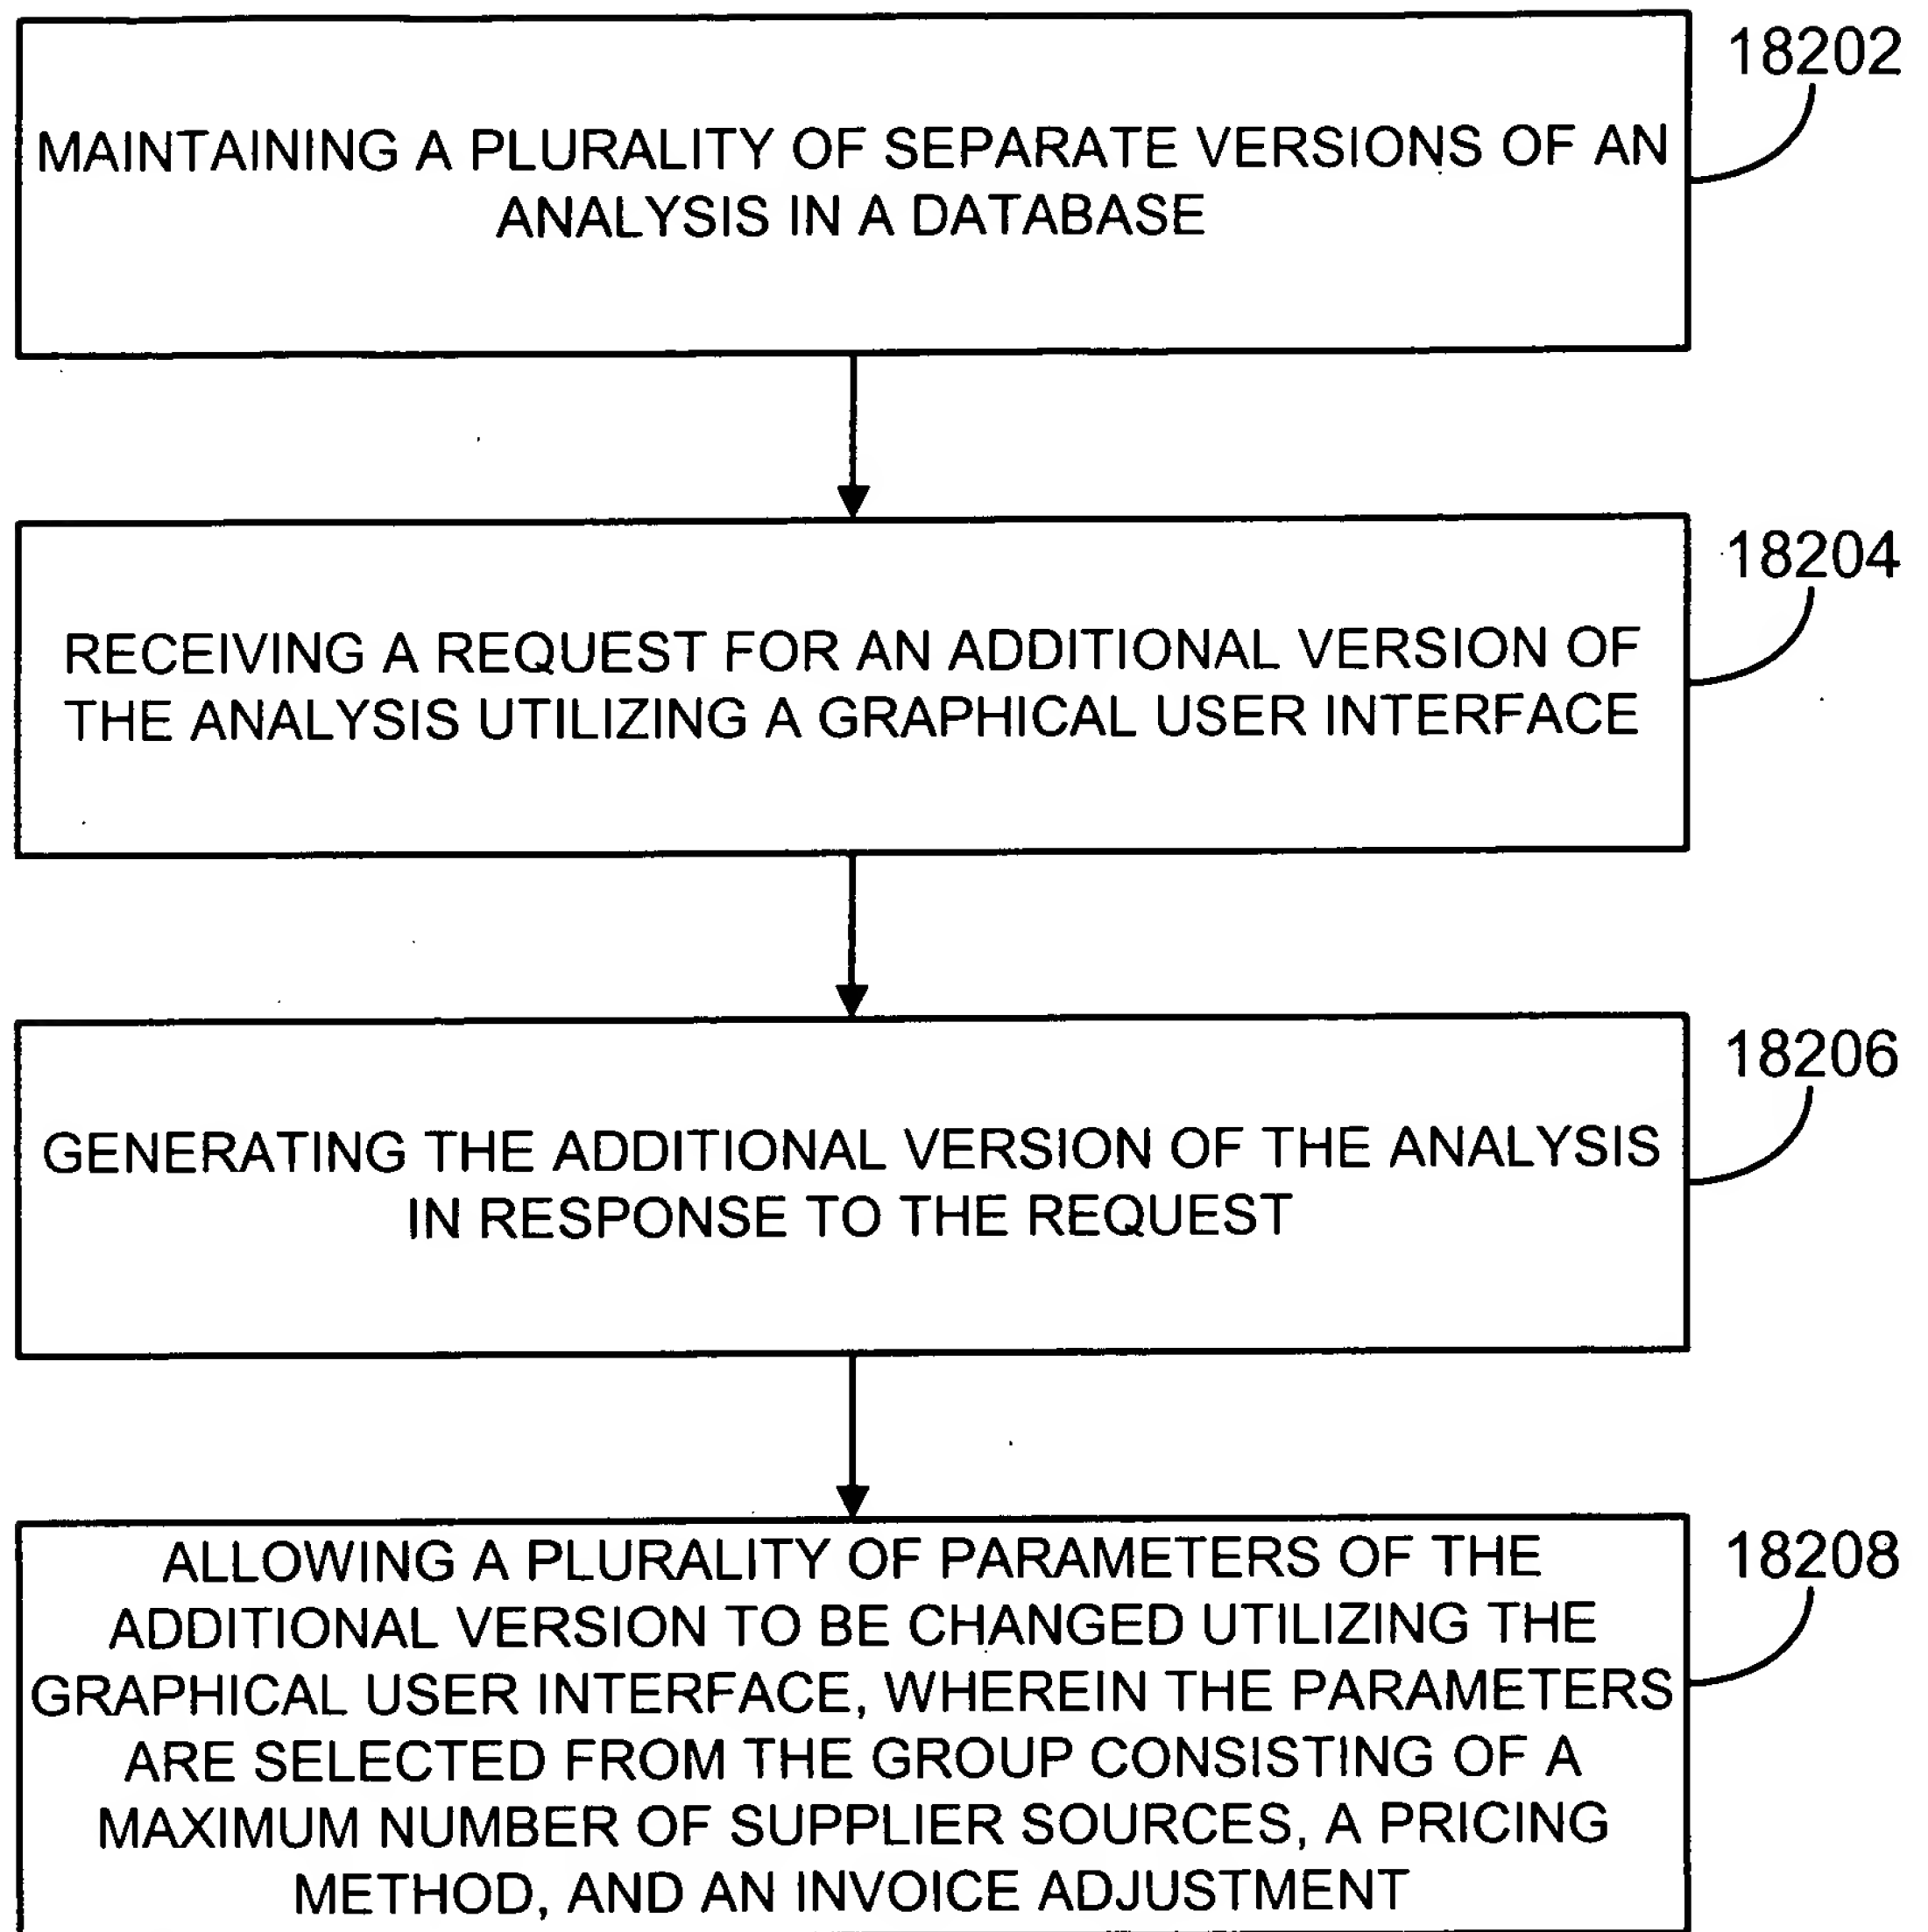 18202
MAINTAINING A PLURALITY OF SEPARATE VERSIONS OF AN
ANALYSIS IN A DATABASE
18204
RECEIVING A REQUEST FOR AN ADDITIONAL VERSION OF
THE ANALYSIS UTILIZING A GRAPHICAL USER INTERFACE
18206
GENERATING THE ADDITIONAL VERSION OF THE ANALYSIS
IN RESPONSE TO THE REQUEST
18208
ALLOWING A PLURALITY OF PARAMETERS OF THE
ADDITIONAL VERSION TO BE CHANGED UTILIZING THE
GRAPHICAL USER INTERFACE, WHEREIN THE PARAMETERS
ARE SELECTED FROM THE GROUP CONSISTING OF A
MAXIMUM NUMBER OF SUPPLIER SOURCES, A PRICING
METHOD, AND AN INVOICE ADJUSTMENT